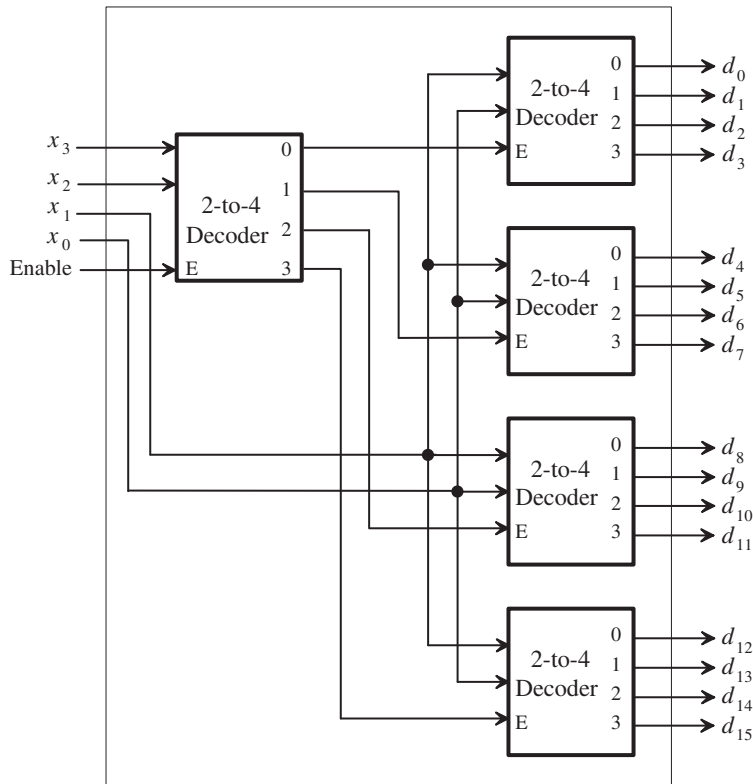 x3
x2
x1
x0
Enable
2-to-4
Decoder
E
0
1
2
3
2-to-4
Decoder
E
0
1
2
3
d0
d1
d2
d3
2-to-4
Decoder
E
0
1
2
3
d4
d5
d6
d7
2-to-4
Decoder
E
0
1
2
3
d8
d9
d10
d11
2-to-4
Decoder
E
0
1
2
3
d12
d13
d14
d15